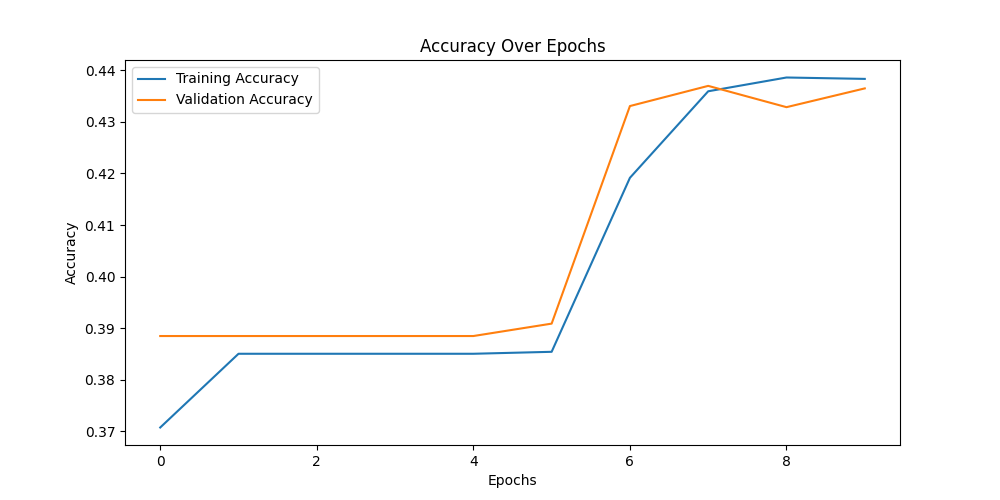 Accuracy Over Epochs
Training Accuracy
Validation Accuracy
0.44
0.43
0.42
0.41
0.40
0.39
0.38
0.37
Accuracy
0 2 4 6 8
Epochs